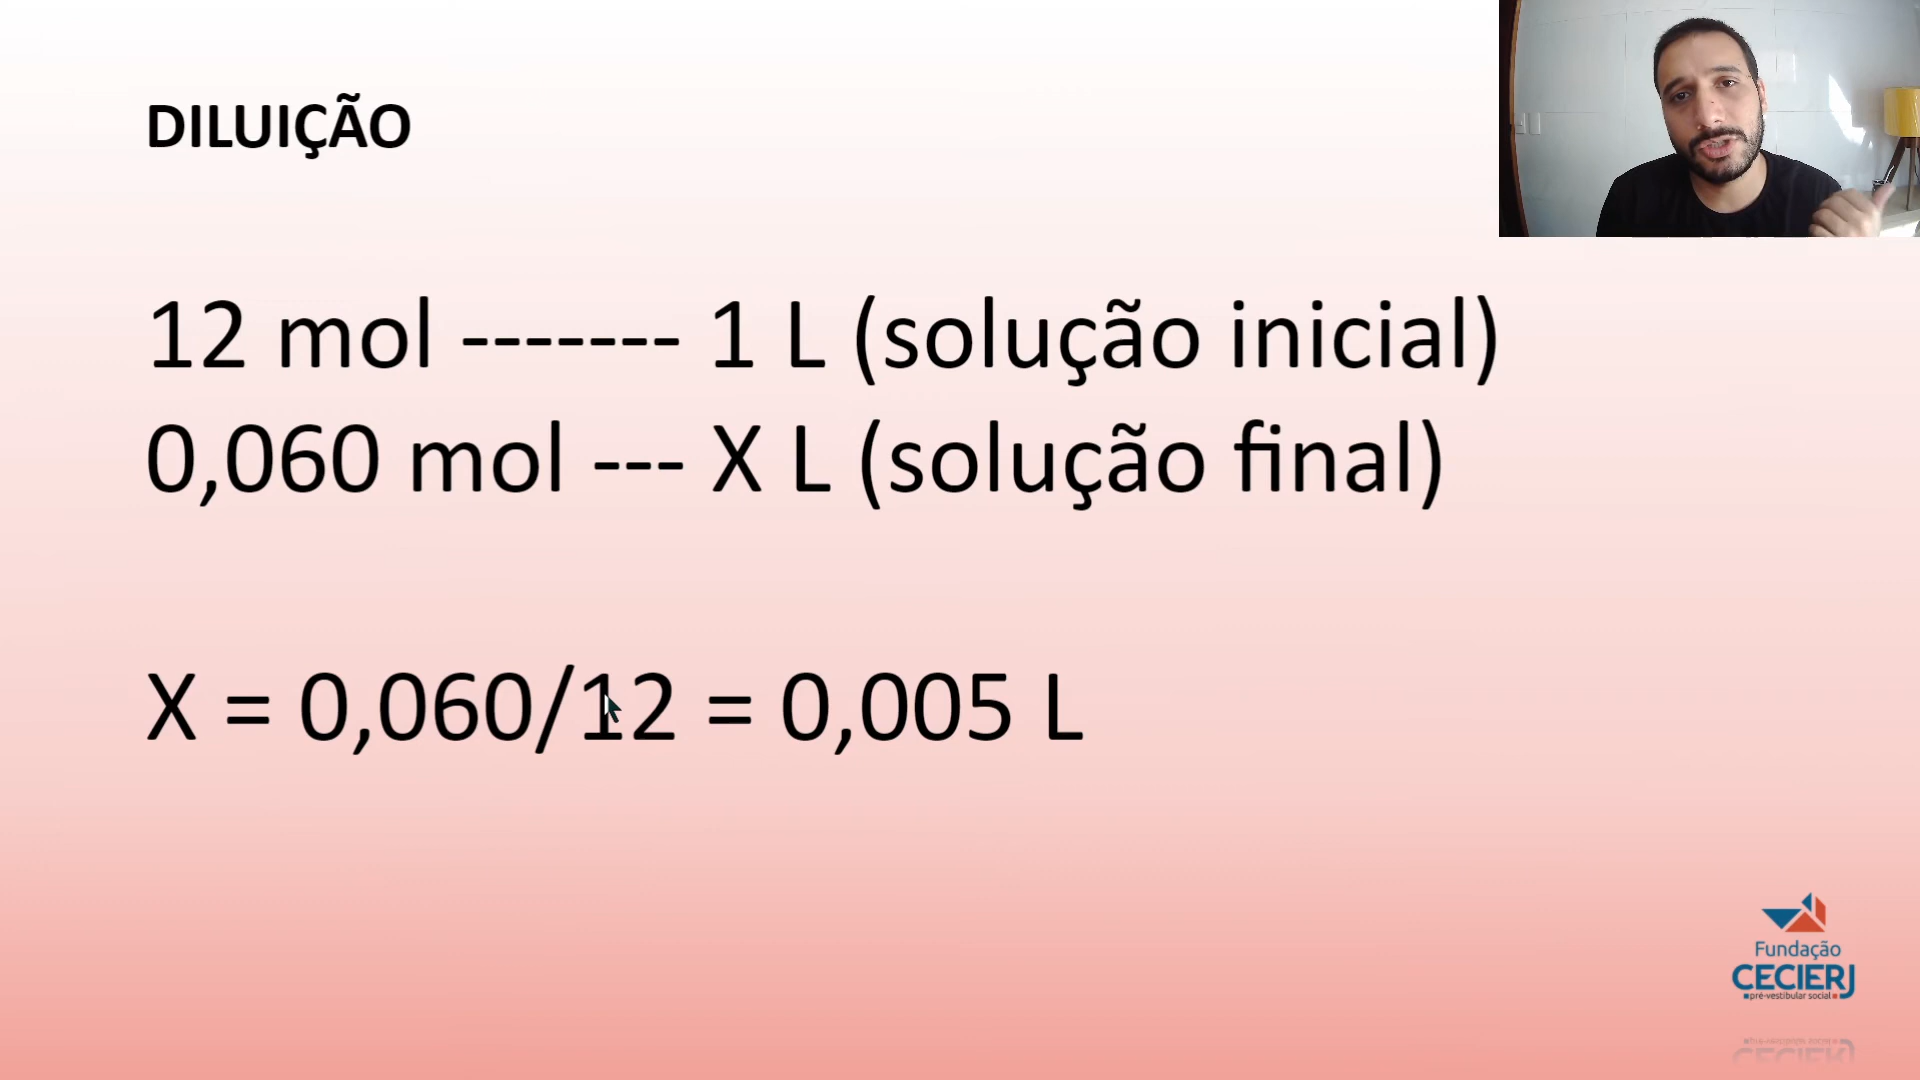 DILUIÇÃO
12 mol ------- 1 L (solução inicial)
0,060 mol --- X L (solução final)
X = 0,060/12 = 0,005 L
Fundação
CECIERJ
pré-vestibular social